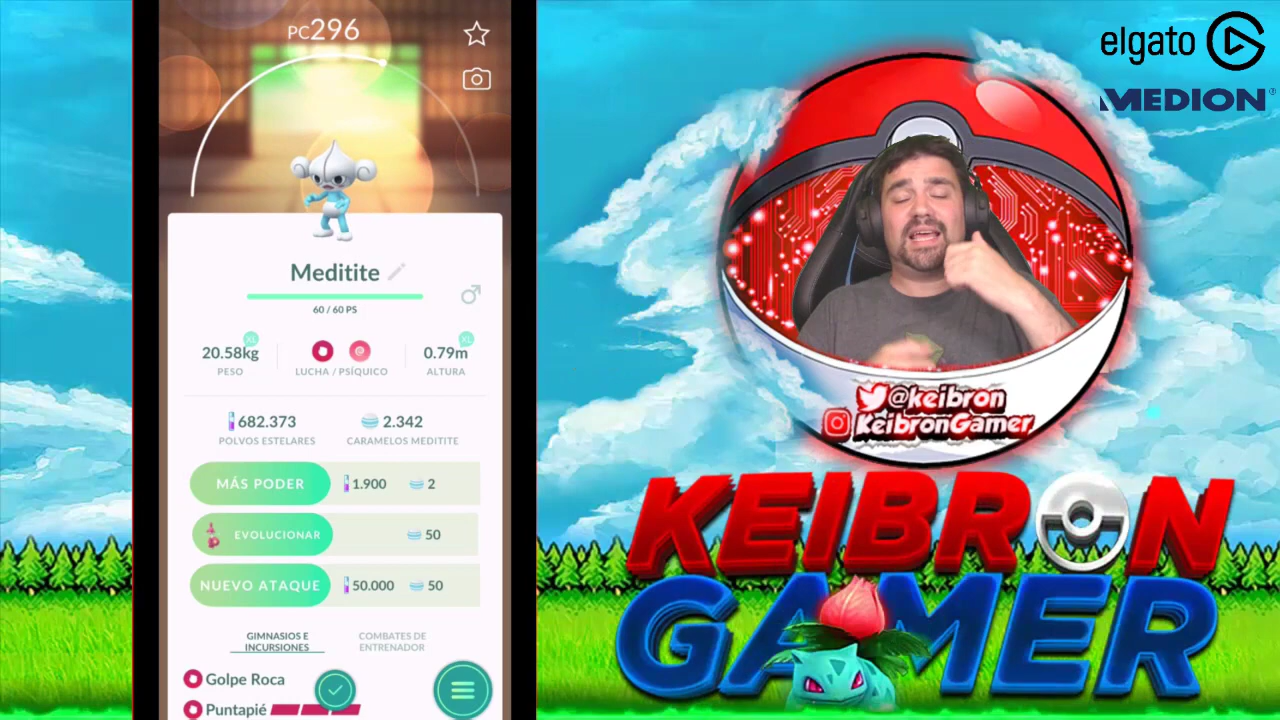 PC296
Meditite
60 / 60 PS
XL
XL
20.58kg
0.79m
PESO
LUCHA / PSÍQUICO
ALTURA
682.373
2.342
POLVOS ESTELARES
CARAMELOS MEDITITE
MÁS PODER
1.900
2
EVOLUCIONAR
50
NUEVO ATAQUE
50.000
50
GIMNASIOS E
INCURSIONES
COMBATES DE
ENTRENADOR
Golpe Roca
Puntapié
elgato
MEDION®
@keibron
KeibronGamer
KEIBRON
GAMER